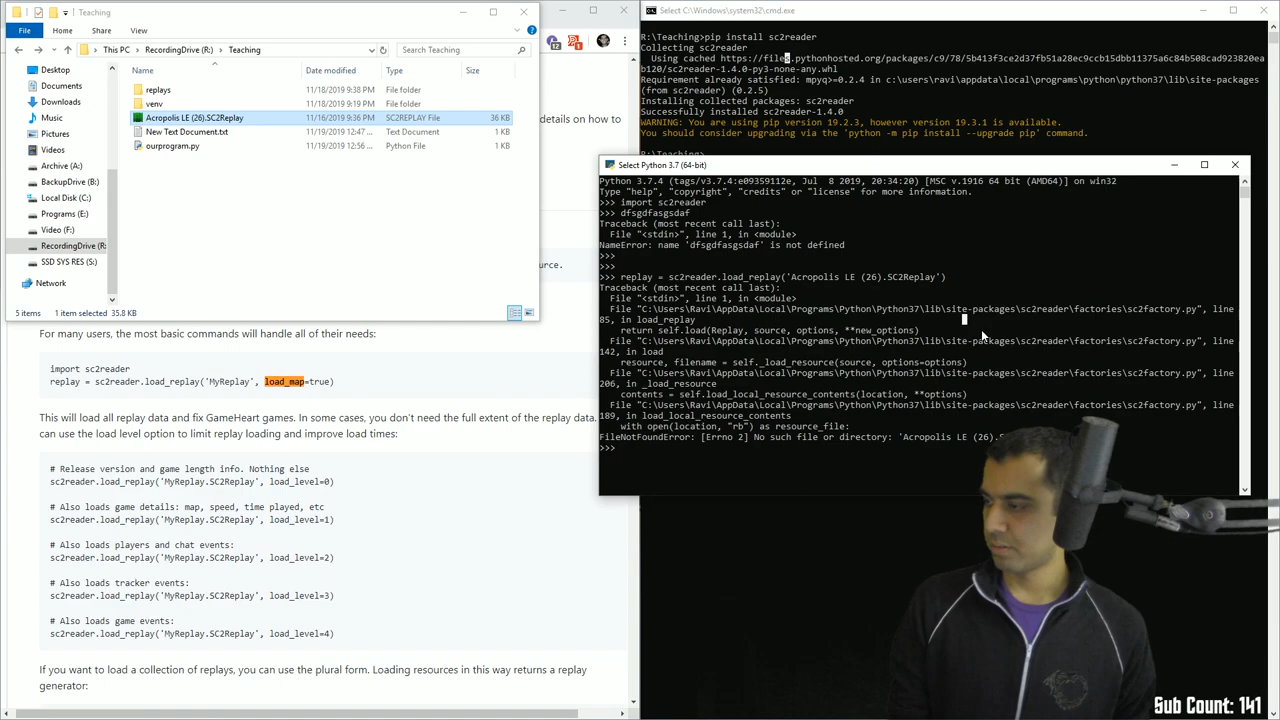 Teaching
File
Home
Share
View
This PC
RecordingDrive (R:)
Teaching
Search Teaching
Name
Date modified
Type
Size
Desktop
Documents
Downloads
Music
Pictures
Videos
Archive (A:)
BackupDrive (B:)
Local Disk (C:)
Programs (E:)
Video (F:)
RecordingDrive (R:
SSD SYS RES (S:)
Network
replays 11/18/2019 9:38 PM File folder
venv 11/16/2019 9:19 PM File folder
Acropolis LE (26).SC2Replay 11/16/2019 9:36 PM SC2REPLAY File 36 KB
New Text Document.txt 11/19/2019 12:47 ... Text Document 1 KB
ourprogram.py 11/19/2019 12:56 ... Python File 1 KB
5 items 1 item selected 35.8 KB
details on how to
ource.
For many users, the most basic commands will handle all of their needs:
import sc2reader
replay = sc2reader.load_replay('MyReplay', load_map=true)
This will load all replay data and fix GameHeart games. In some cases, you don't need the full extent of the replay data.
can use the load level option to limit replay loading and improve load times:
# Release version and game length info. Nothing else
sc2reader.load_replay('MyReplay.SC2Replay', load_level=0)
# Also loads game details: map, speed, time played, etc
sc2reader.load_replay('MyReplay.SC2Replay', load_level=1)
# Also loads players and chat events:
sc2reader.load_replay('MyReplay.SC2Replay', load_level=2)
# Also loads tracker events:
sc2reader.load_replay('MyReplay.SC2Replay', load_level=3)
# Also loads game events:
sc2reader.load_replay('MyReplay.SC2Replay', load_level=4)
If you want to load a collection of replays, you can use the plural form. Loading resources in this way returns a replay
generator:
Select C:\Windows\system32\cmd.exe
R:\Teaching>pip install sc2reader
Collecting sc2reader
Using cached https://files.pythonhosted.org/packages/c9/78/5b413f3ce2d37fb51a28ec9ccb15dbb11375a6c84b508cad923820ea
b120/sc2reader-1.4.0-py3-none-any.whl
Requirement already satisfied: mpyq>=0.2.4 in c:\users\ravi\appdata\local\programs\python\python37\lib\site-packages
(from sc2reader) (0.2.5)
Installing collected packages: sc2reader
Successfully installed sc2reader-1.4.0
WARNING: You are using pip version 19.2.3, however version 19.3.1 is available.
You should consider upgrading via the 'python -m pip install --upgrade pip' command.
R:\Teaching>
Select Python 3.7 (64-bit)
Python 3.7.4 (tags/v3.7.4:e09359112e, Jul 8 2019, 20:34:20) [MSC v.1916 64 bit (AMD64)] on win32
Type "help", "copyright", "credits" or "license" for more information.
>>> import sc2reader
>>> dfsgdfasgsdaf
Traceback (most recent call last):
File "<stdin>", line 1, in <module>
NameError: name 'dfsgdfasgsdaf' is not defined
>>>
>>>
>>> replay = sc2reader.load_replay('Acropolis LE (26).SC2Replay')
Traceback (most recent call last):
File "<stdin>", line 1, in <module>
File "C:\Users\Ravi\AppData\Local\Programs\Python\Python37\lib\site-packages\sc2reader\factories\sc2factory.py", line
85, in load_replay
return self.load(Replay, source, options, **new_options)
File "C:\Users\Ravi\AppData\Local\Programs\Python\Python37\lib\site-packages\sc2reader\factories\sc2factory.py", line
142, in load
resource, filename = self._load_resource(source, options=options)
File "C:\Users\Ravi\AppData\Local\Programs\Python\Python37\lib\site-packages\sc2reader\factories\sc2factory.py", line
206, in _load_resource
contents = self.load_local_resource_contents(location, **options)
File "C:\Users\Ravi\AppData\Local\Programs\Python\Python37\lib\site-packages\sc2reader\factories\sc2factory.py", line
189, in load_local_resource_contents
with open(location, "rb") as resource_file:
FileNotFoundError: [Errno 2] No such file or directory: 'Acropolis LE (26).S
>>>
Sub Count: 141